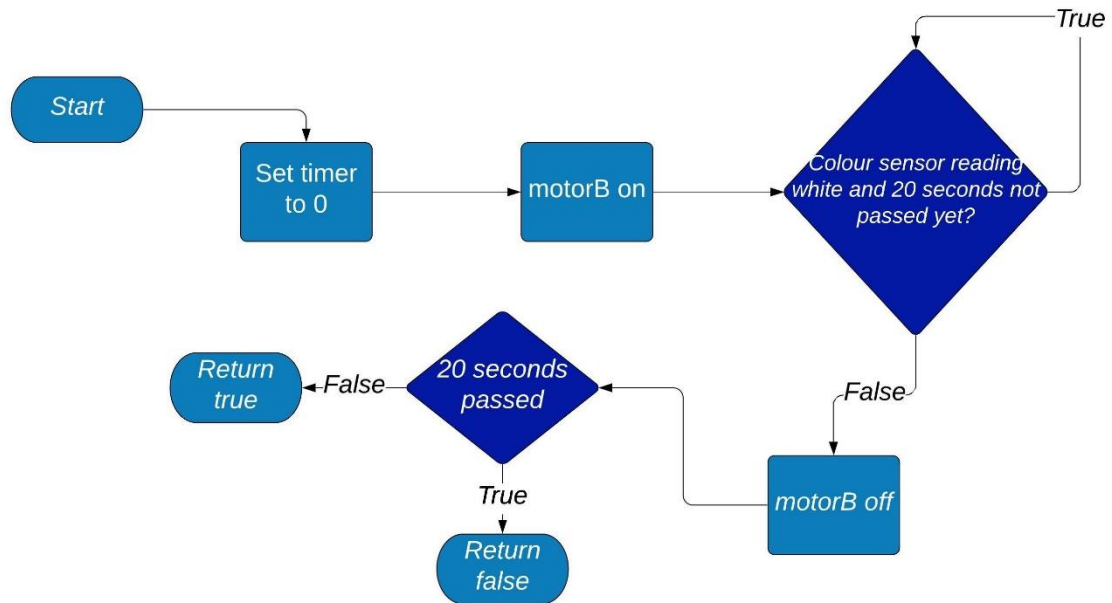 Start
Set timer
to 0
motorB on
Colour sensor reading
white and 20 seconds not
passed yet?
True
False
motorB off
20 seconds
passed
False
Return
true
True
Return
false